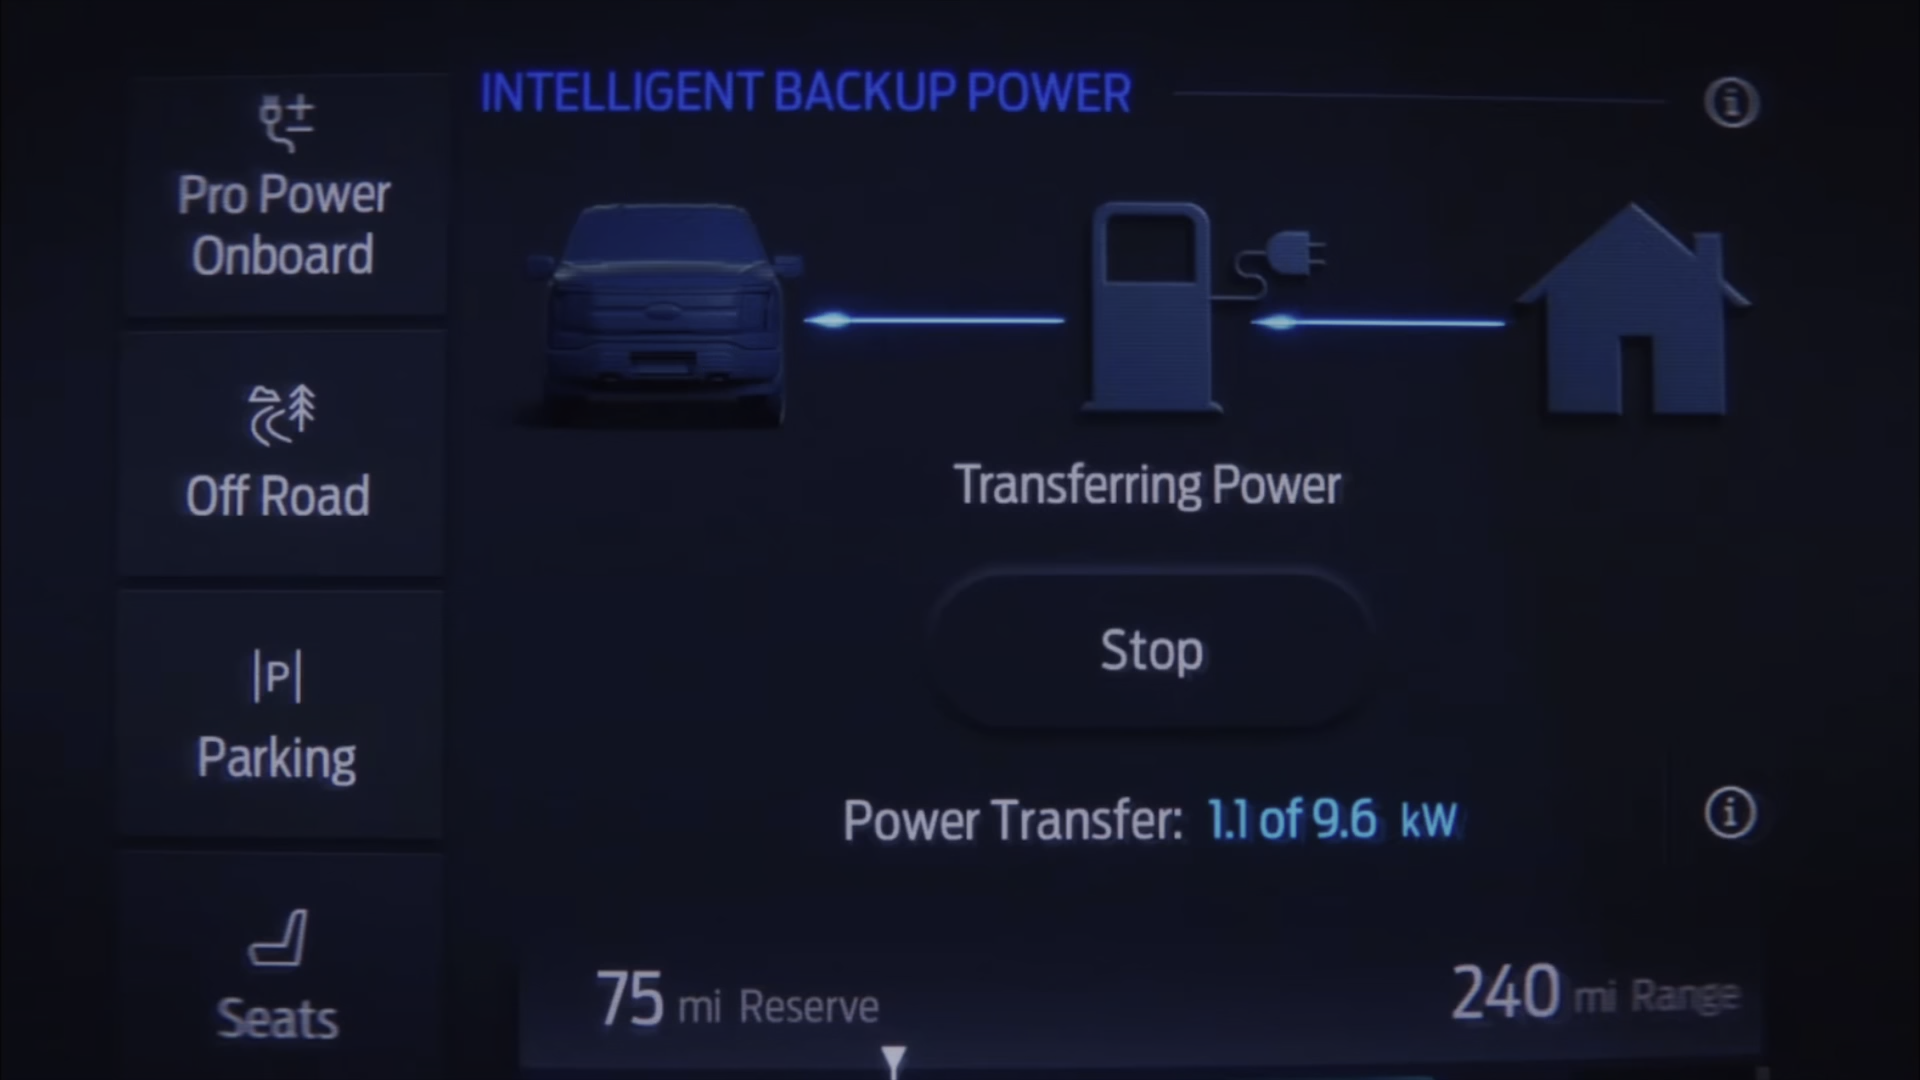 INTELLIGENT BACKUP POWER
Pro Power
Onboard
Off Road
|P|
Parking
Seats
Transferring Power
Stop
Power Transfer: 1.1 of 9.6 kW
75 mi Reserve
240 mi Range